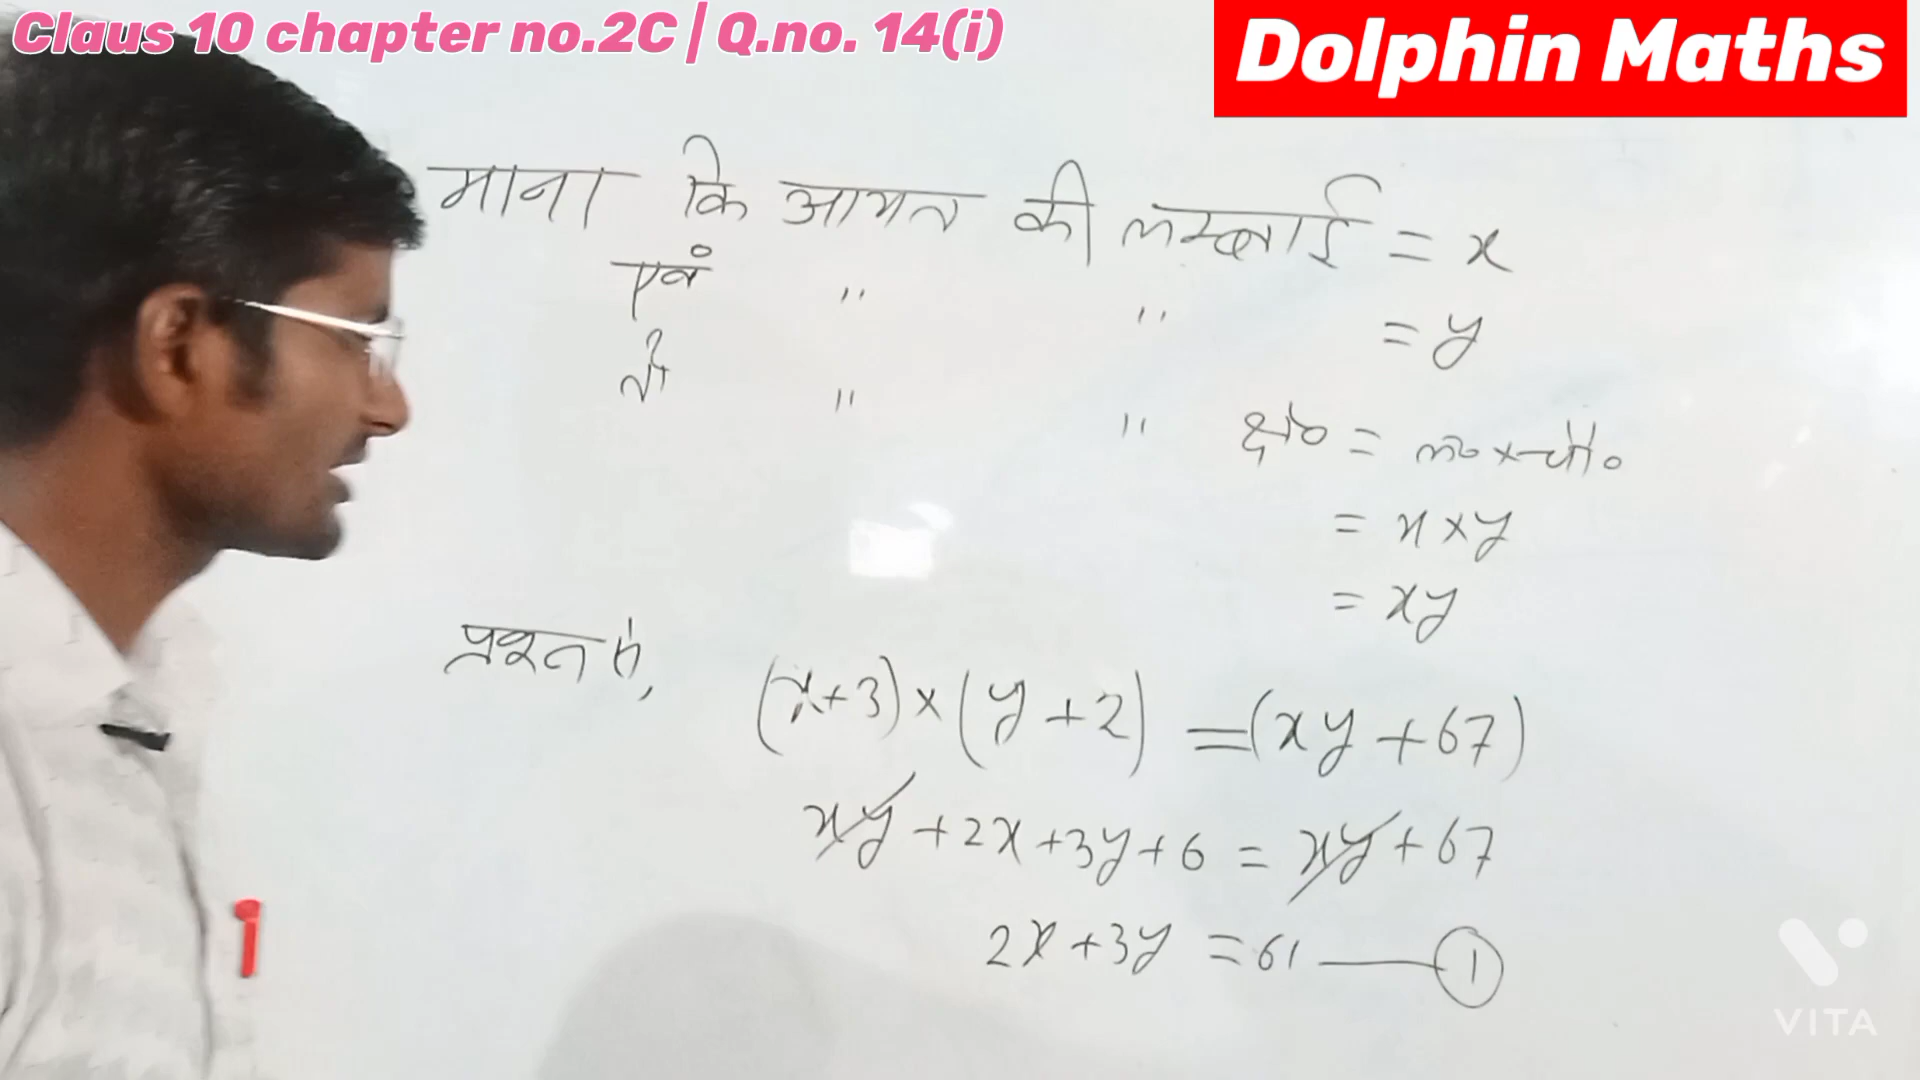 Claus 10 chapter no.2C | Q.no. 14(i)
Dolphin Maths
माना कि आयत की लम्बाई = x
एवं " " = y
तो " " क्षे० = ल० × चौ०
= x × y
= xy
प्रश्न से,
(x+3) × (y+2) = (xy+67)
xy + 2x + 3y + 6 = xy + 67
2x + 3y = 61 — 1
VITA